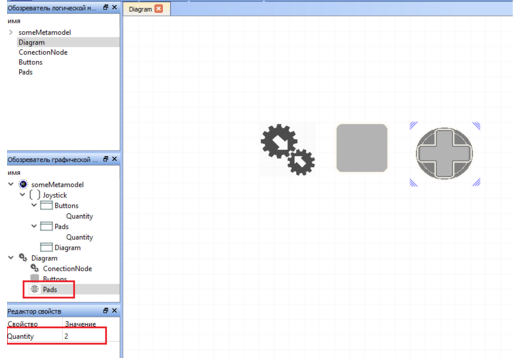 Обозреватель логической м...
имя
someMetamodel
Diagram
ConectionNode
Buttons
Pads
Обозреватель графической ...
имя
someMetamodel
Joystick
Buttons
Quantity
Pads
Quantity
Diagram
Diagram
ConectionNode
Buttons
Pads
Редактор свойств
Свойство Значение
Quantity 2
Diagram